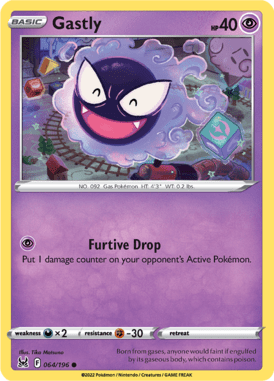 BASIC Gastly HP40
NO. 092 Gas Pokémon HT: 4'3" WT: 0.2 lbs.
Furtive Drop
Put 1 damage counter on your opponent's Active Pokémon.
weakness ×2 resistance -30 retreat
Illus. Tika Matsuno
F 064/196
Born from gases, anyone would faint if engulfed
by its gaseous body, which contains poison.
©2022 Pokémon / Nintendo / Creatures / GAME FREAK